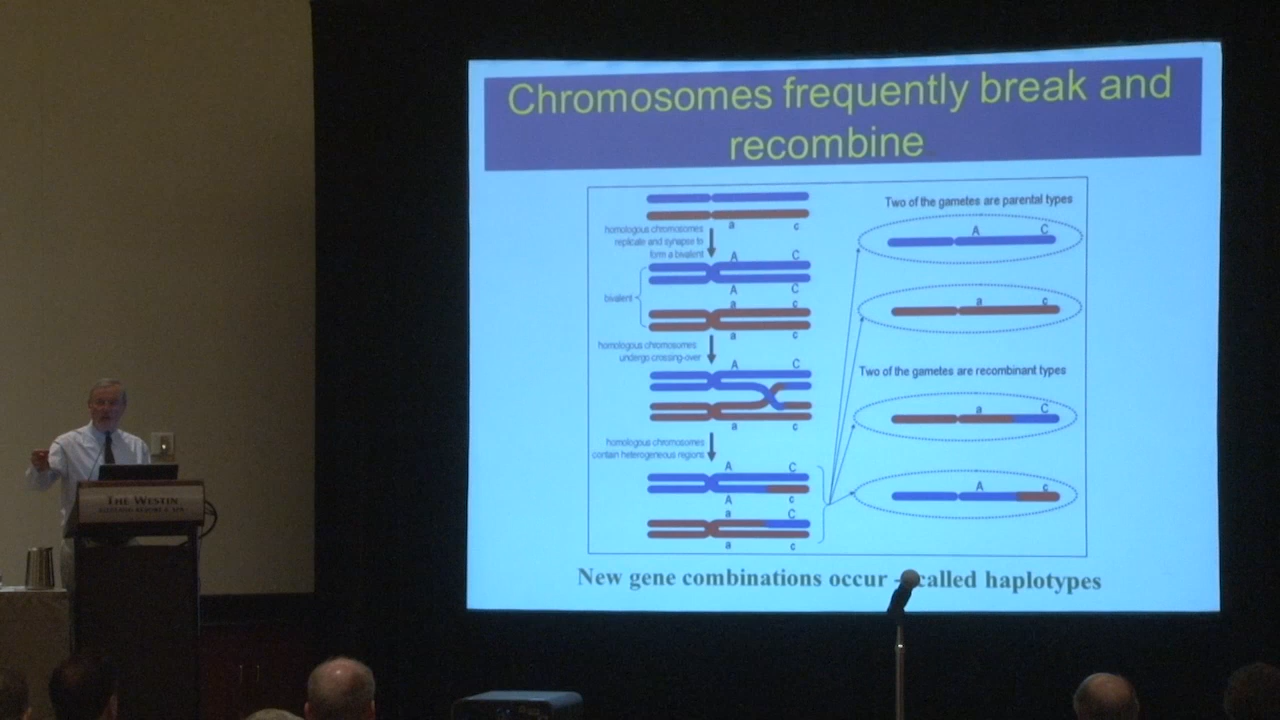 Chromosomes frequently break and
recombine
a c
homologous chromosomes
replicate and synapse to
form a bivalent
A C
bivalent
A C
a c
a c
homologous chromosomes
undergo crossing-over
A C
a c
homologous chromosomes
contain heterogeneous regions
A C
A c
a C
a c
Two of the gametes are parental types
A C
a c
Two of the gametes are recombinant types
a C
A c
New gene combinations occur - called haplotypes
THE WESTIN